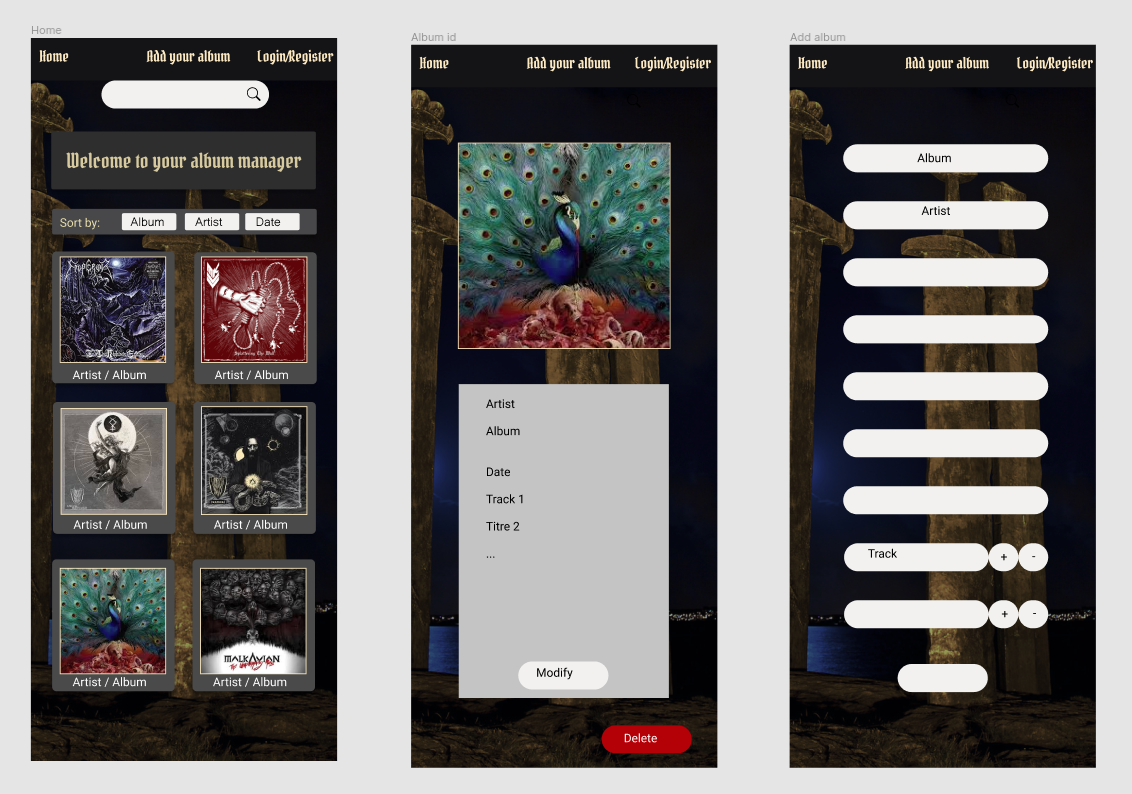 Home
Home Add your album Login/Register
Welcome to your album manager
Sort by: Album Artist Date
EMPEROR
Artist / Album
Artist / Album
Artist / Album
Artist / Album
MALKAVIAN
Artist / Album
Artist / Album
Album id
Home Add your album Login/Register
Artist
Album
Date
Track 1
Titre 2
...
Modify
Delete
Add album
Home Add your album Login/Register
Album
Artist
Track
+ -
+ -